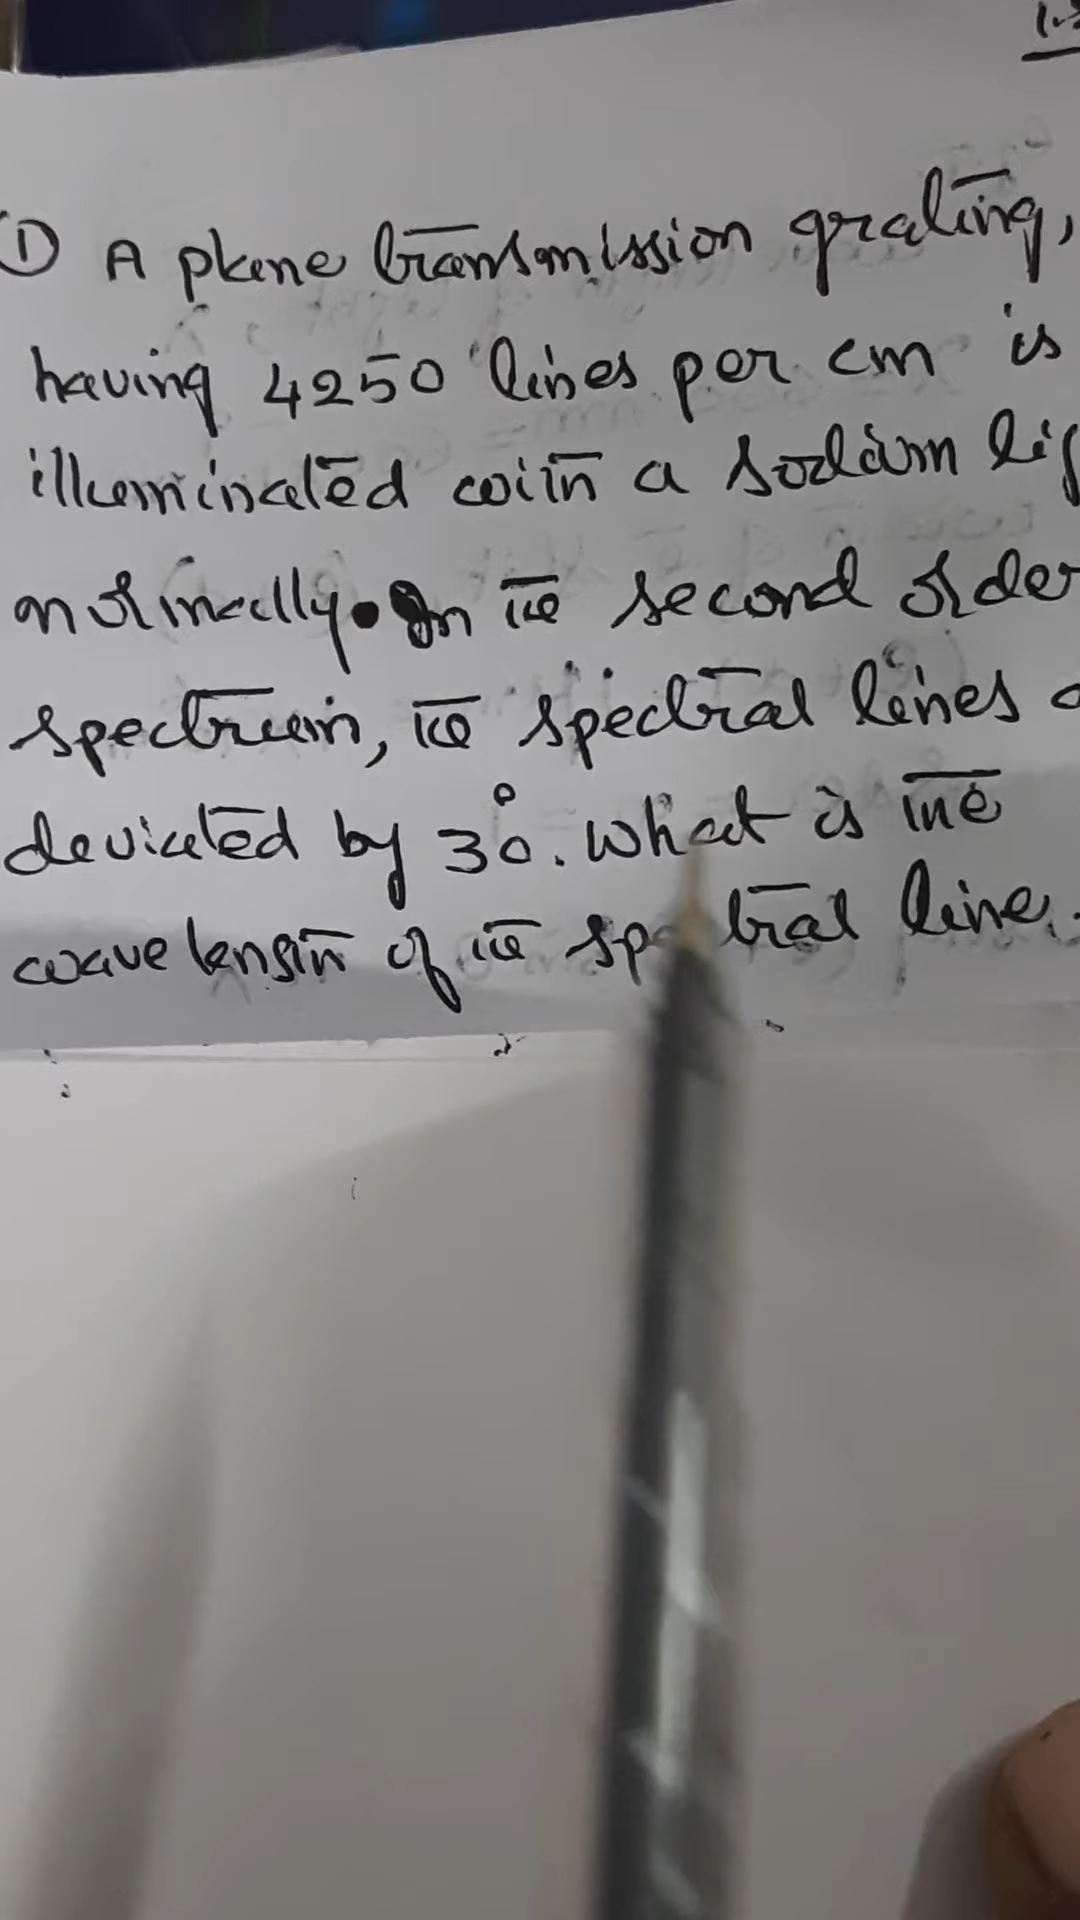 ① A plane transmission grating,
having 4250 lines per cm is
illuminated with a sodium
normally. In the second order
spectrum, the spectral lines
deviated by 30°. What is the
wavelength of the spectral line.